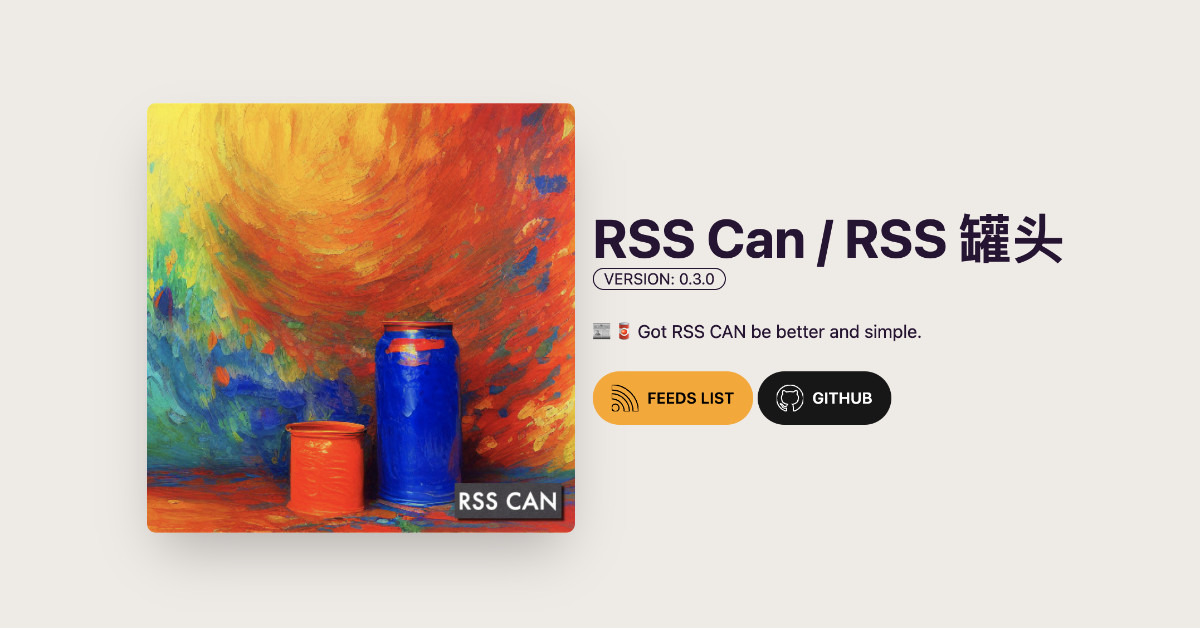 RSS Can / RSS 罐头
VERSION: 0.3.0
📰 🥫 Got RSS CAN be better and simple.
FEEDS LIST
GITHUB
RSS CAN